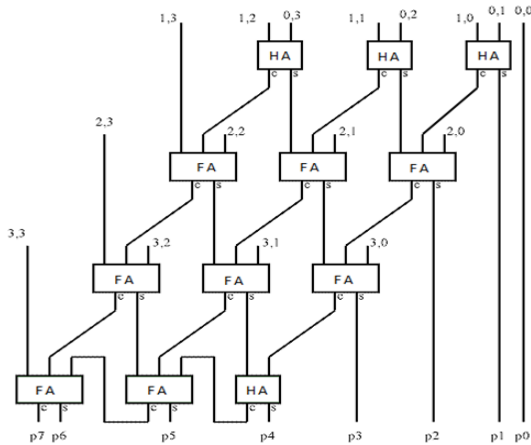 1,3 1,2 0,3 1,1 0,2 1,0 0,1 0,0
HA HA HA
c s c s c s
2,3 2,2 2,1 2,0
FA FA FA
c s c s c s
3,3 3,2 3,1 3,0
FA FA FA
c s c s c s
FA FA HA
c s c s c s
p7 p6 p5 p4 p3 p2 p1 p0